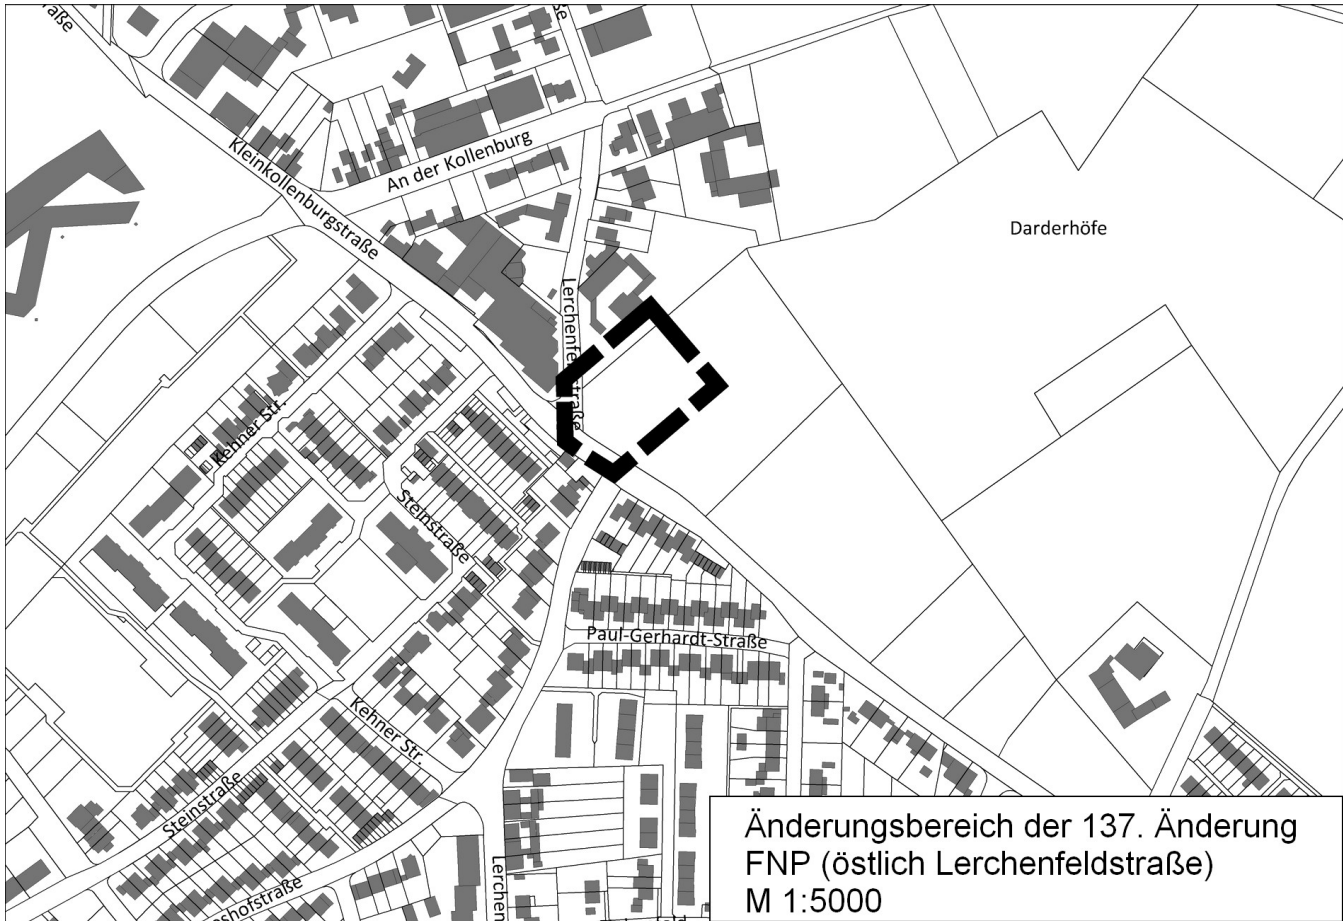 Kleinkollenburgstraße
An der Kollenburg
Darderhöfe
Lerchenfeldstraße
Kehner Str.
Steinstraße
Paul-Gerhardt-Straße
Kehner Str.
Steinstraße
Änderungsbereich der 137. Änderung
FNP (östlich Lerchenfeldstraße)
M 1:5000